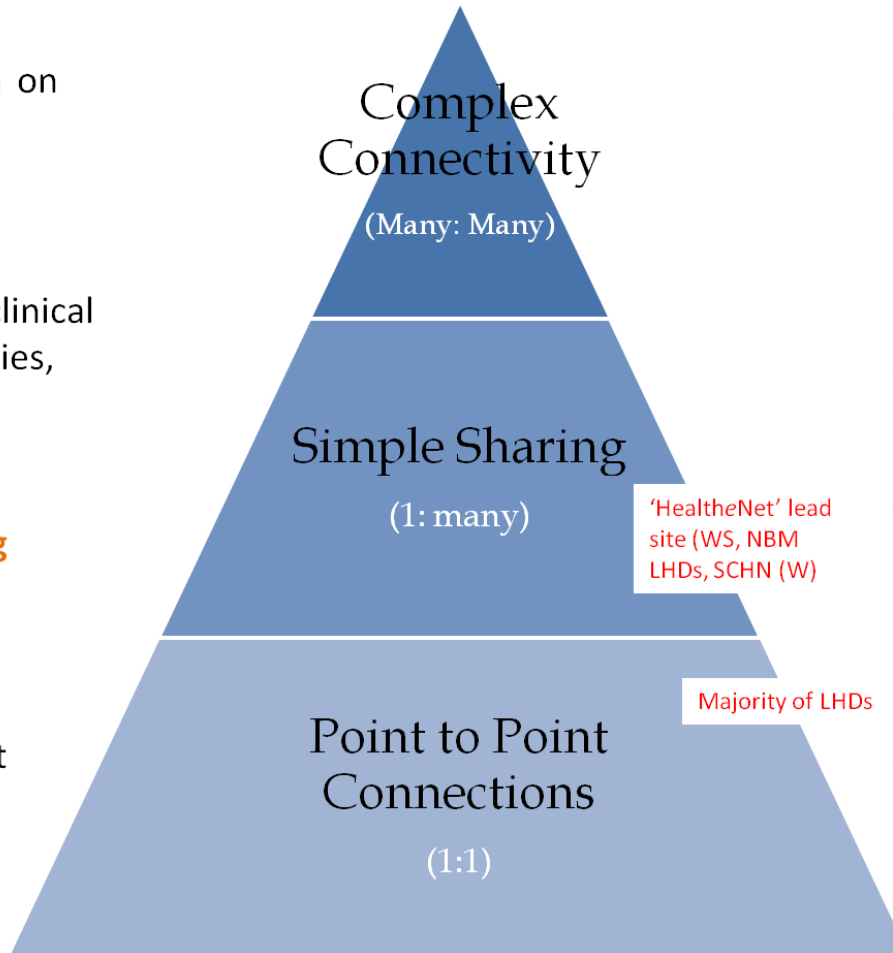 on
Complex
Connectivity
(Many: Many)
linical
ies,
Simple Sharing
(1: many)
'HealtheNet' lead
site (WS, NBM
LHDs, SCHN (W)
g
Majority of LHDs
Point to Point
Connections
t
(1:1)